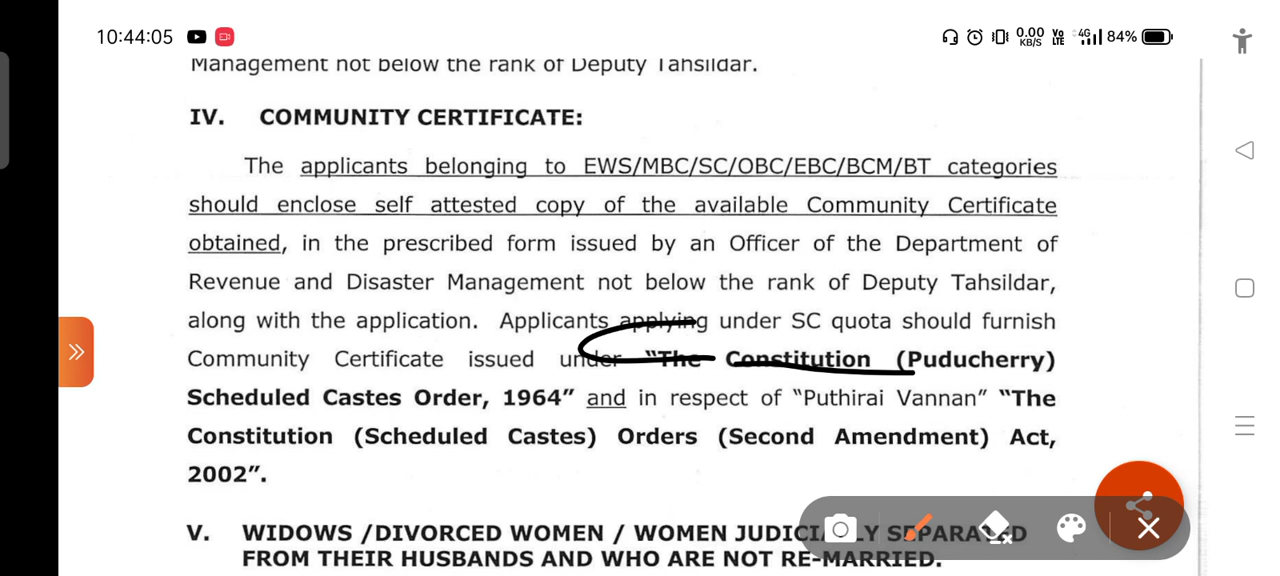 10:44:05 0.00 KB/S Vo LTE 4G 84%
Management not below the rank of Deputy Tahsildar.
IV. COMMUNITY CERTIFICATE:
The applicants belonging to EWS/MBC/SC/OBC/EBC/BCM/BT categories
should enclose self attested copy of the available Community Certificate
obtained, in the prescribed form issued by an Officer of the Department of
Revenue and Disaster Management not below the rank of Deputy Tahsildar,
along with the application. Applicants applying under SC quota should furnish
Community Certificate issued under "The Constitution (Puducherry)
Scheduled Castes Order, 1964" and in respect of "Puthirai Vannan" "The
Constitution (Scheduled Castes) Orders (Second Amendment) Act,
2002".
V. WIDOWS /DIVORCED WOMEN / WOMEN JUDICIALLY SEPARATED
FROM THEIR HUSBANDS AND WHO ARE NOT RE-MARRIED.